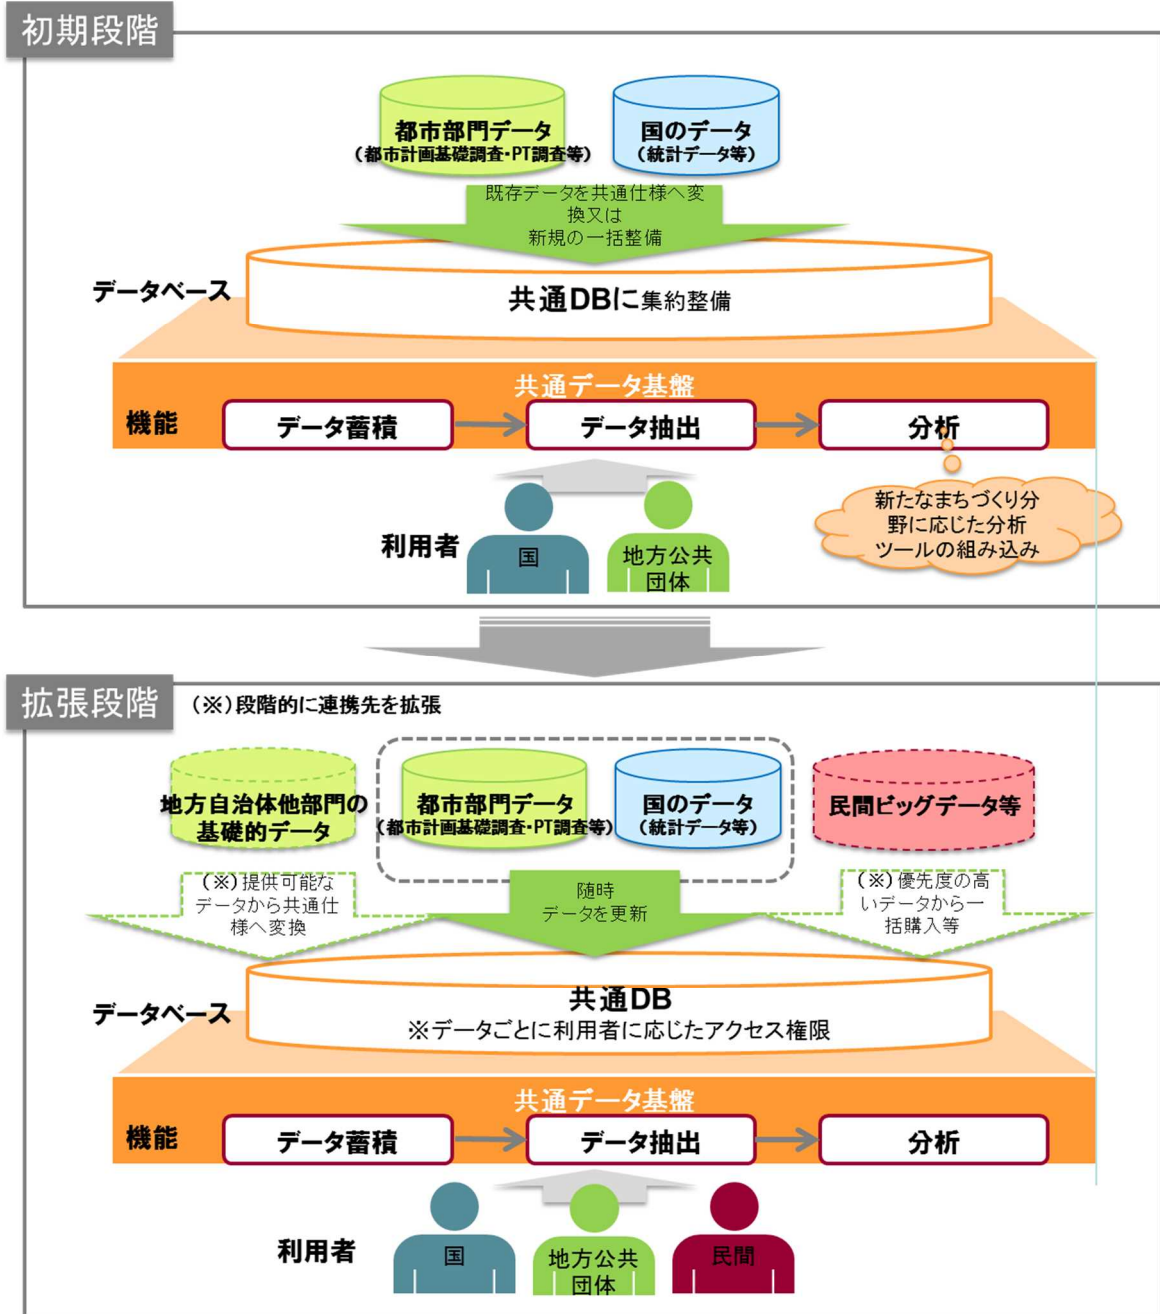 初期段階
都市部門データ
（都市計画基礎調査・PT調査等）
国のデータ
（統計データ等）
既存データを共通仕様へ変
換又は
新規の一括整備
データベース
共通DBに集約整備
共通データ基盤
機能
データ蓄積
データ抽出
分析
新たなまちづくり分
野に応じた分析
ツールの組み込み
利用者
国
地方公共
団体
拡張段階
（※）段階的に連携先を拡張
地方自治体他部門の
基礎的データ
都市部門データ
（都市計画基礎調査・PT調査等）
国のデータ
（統計データ等）
民間ビッグデータ等
（※）提供可能な
データから共通仕
様へ変換
随時
データを更新
（※）優先度の高
いデータから一
括購入等
データベース
共通DB
※データごとに利用者に応じたアクセス権限
共通データ基盤
機能
データ蓄積
データ抽出
分析
利用者
国
地方公共
団体
民間